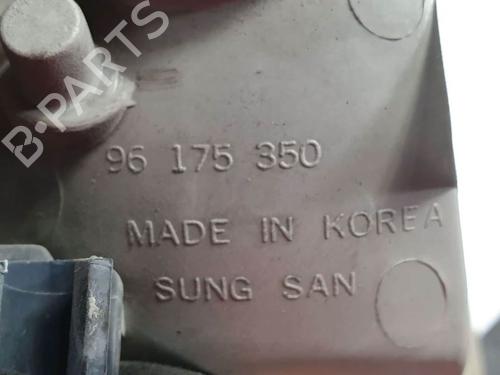 B-PARTS
96 175 350
MADE IN KOREA
SUNG SAN